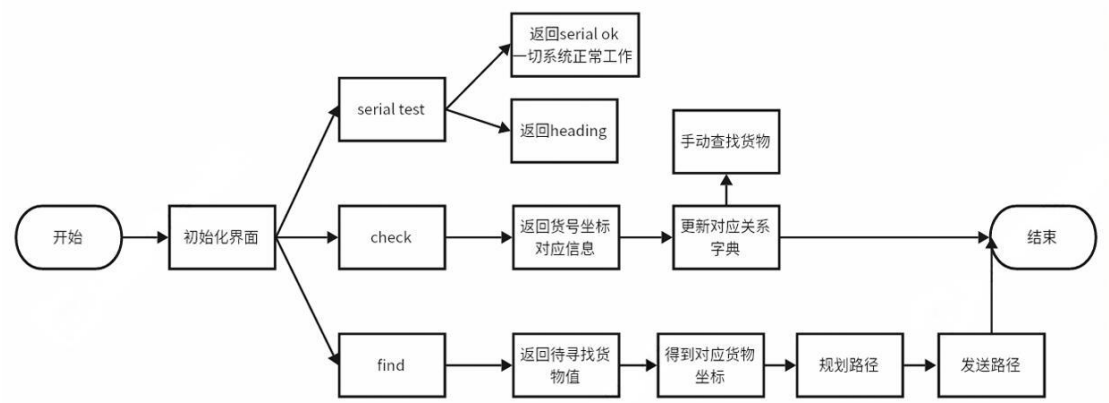 开始
初始化界面
serial test
返回serial ok
一切系统正常工作
返回heading
check
返回货号坐标
对应信息
更新对应关系
字典
手动查找货物
find
返回待寻找货
物值
得到对应货物
坐标
规划路径
发送路径
结束